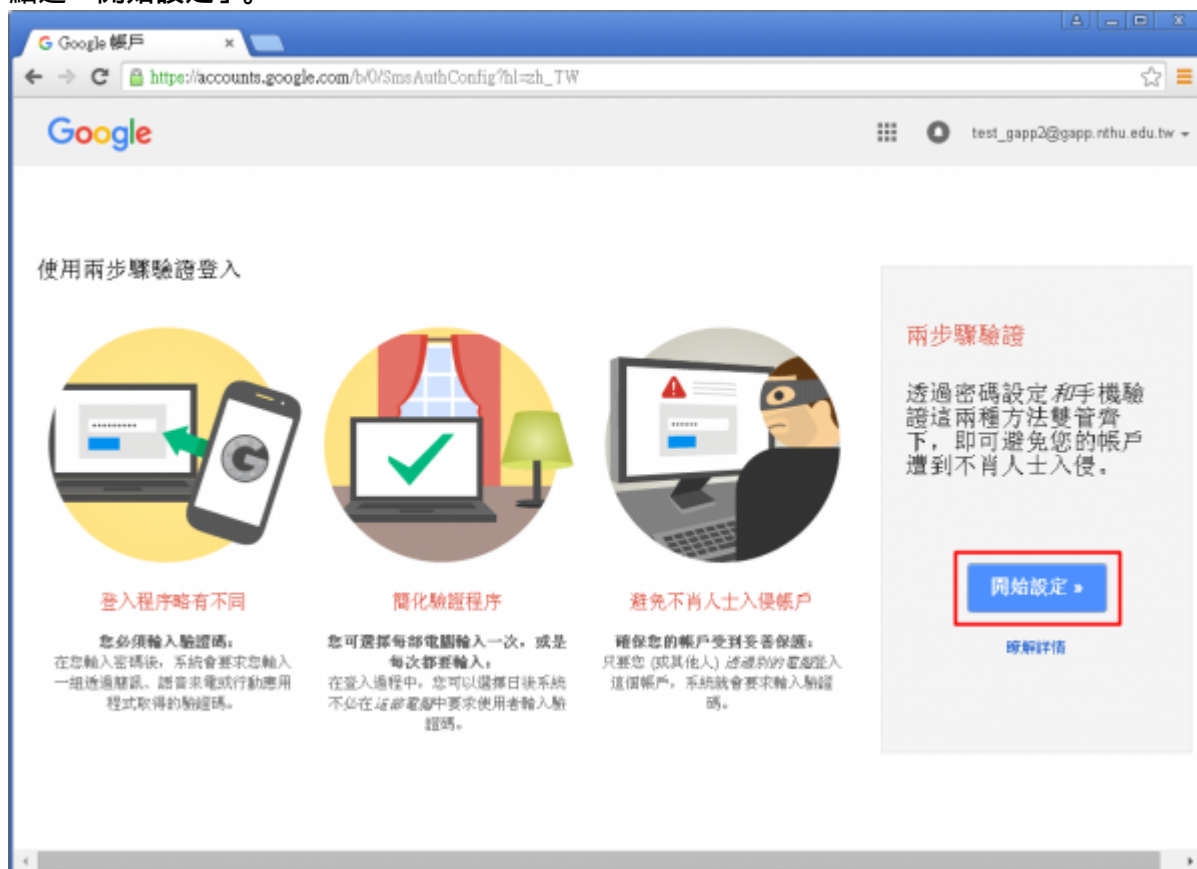 點選「開始設定」。
Google 帳戶
https://accounts.google.com/b/0/SmsAuthConfig?hl=zh_TW
Google
test_gapp2@gapp.nthu.edu.tw
使用兩步驟驗證登入
登入程序略有不同
您必須輸入驗證碼:
在您輸入密碼後，系統會要求您輸入
一組透過簡訊、語音來電或行動應用
程式取得的驗證碼。
簡化驗證程序
您可選擇每部電腦輸入一次，或是
每次都要輸入:
在登入過程中，您可以選擇日後系統
不必在這部電腦中要求使用者輸入驗
證碼。
避免不肖人士入侵帳戶
確保您的帳戶受到妥善保護:
只要您 (或其他人) 透過別的電腦登入
這個帳戶，系統就會要求輸入驗證
碼。
兩步驟驗證
透過密碼設定和手機驗
證這兩種方法雙管齊
下，即可避免您的帳戶
遭到不肖人士入侵。
開始設定 »
瞭解詳情